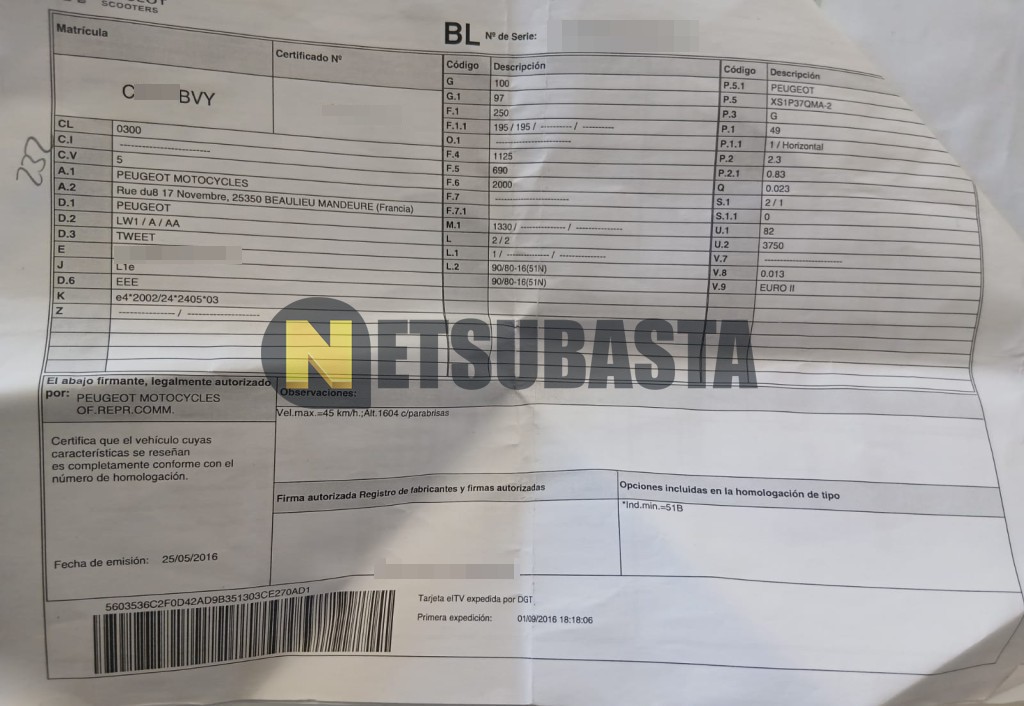 SCOOTERS
BL Nº de Serie:
Matrícula
Certificado Nº
C BVY
232
CL 0300
C.I --------------------
C.V 5
A.1 PEUGEOT MOTOCYCLES
A.2 Rue du8 17 Novembre, 25350 BEAULIEU MANDEURE (Francia)
D.1 PEUGEOT
D.2 LW1 / A / AA
D.3 TWEET
E
J L1e
D.6 EEE
K e4*2002/24*2405*03
Z --------------- / -------------------
Código Descripción
G 100
G.1 97
F.1 250
F.1.1 195 / 195 / ---------- / ----------
O.1 --------------------
F.4 1125
F.5 690
F.6 2000
F.7 --------------------
F.7.1
M.1 1330 / --------------- / ---------------
L 2 / 2
L.1 1 / --------------- / ---------------
L.2 90/80-16(51N)
90/80-16(51N)
Código Descripción
P.5.1 PEUGEOT
P.5 XS1P37QMA-2
P.3 G
P.1 49
P.1.1 1 / Horizontal
P.2 2.3
P.2.1 0.83
Q 0.023
S.1 2 / 1
S.1.1 0
U.1 82
U.2 3750
V.7 --------------------
V.8 0.013
V.9 EURO II
NETSUBASTA
El abajo firmante, legalmente autorizado
por: PEUGEOT MOTOCYCLES
OF.REPR.COMM.
Certifica que el vehículo cuyas
características se reseñan
es completamente conforme con el
número de homologación.
Fecha de emisión: 25/05/2016
Observaciones:
Vel.max.=45 km/h.;Alt.1604 c/parabrisas
Firma autorizada Registro de fabricantes y firmas autorizadas
Opciones incluidas en la homologación de tipo
*Ind.min.=51B
5603536C2F0D42AD9B351303CE270AD1
Tarjeta eITV expedida por DGT
Primera expedición: 01/09/2016 18:18:06